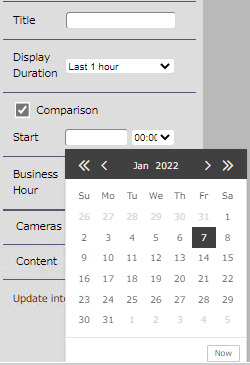 Title
Display Duration
Last 1 hour
Comparison
Start
00:00
Business Hour
Cameras
Content
Jan 2022
Su Mo Tu We Th Fr Sa
26 27 28 29 30 31 1
2 3 4 5 6 7 8
9 10 11 12 13 14 15
16 17 18 19 20 21 22
23 24 25 26 27 28 29
30 31 1 2 3 4 5
Update
Now